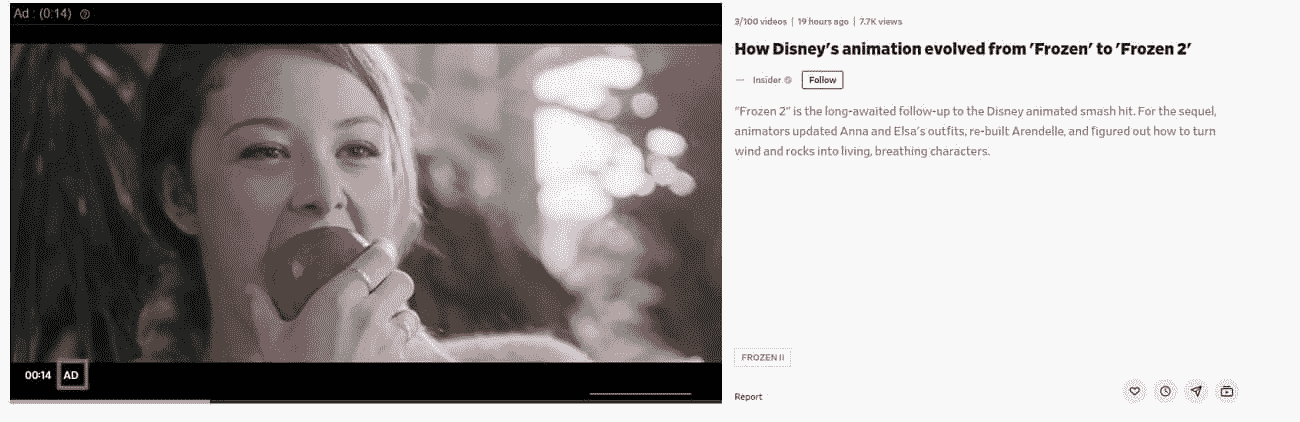 Ad : (0:14)
00:14 AD
3/100 videos | 19 hours ago | 7.7K views
How Disney's animation evolved from 'Frozen' to 'Frozen 2'
Insider Follow
"Frozen 2" is the long-awaited follow-up to the Disney animated smash hit. For the sequel,
animators updated Anna and Elsa's outfits, re-built Arendelle, and figured out how to turn
wind and rocks into living, breathing characters.
FROZEN II
Report